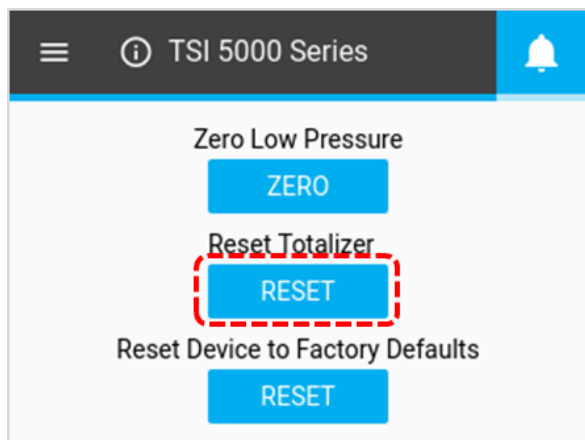 TSI 5000 Series
Zero Low Pressure
ZERO
Reset Totalizer
RESET
Reset Device to Factory Defaults
RESET